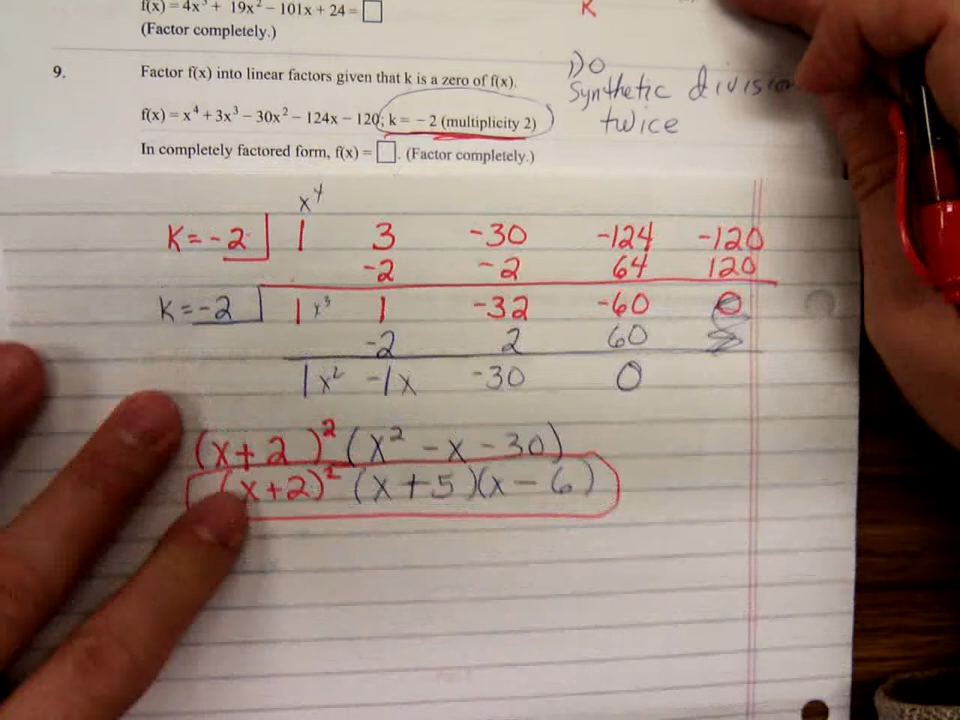 f(x) = 4x³ + 19x² − 101x + 24 = □
K
(Factor completely.)
9.
Factor f(x) into linear factors given that k is a zero of f(x).
f(x) = x⁴ + 3x³ − 30x² − 124x − 120; k = − 2 (multiplicity 2)
In completely factored form, f(x) = □. (Factor completely.)
Do
Synthetic division
twice
x⁴
K = -2 1 3 -30 -124 -120
-2 -2 64 120
K = -2 1 x³ 1 -32 -60 0
-2 2 60
1x² -1x -30 0
(x+2)² (x² - x - 30)
(x+2)² (x+5)(x-6)